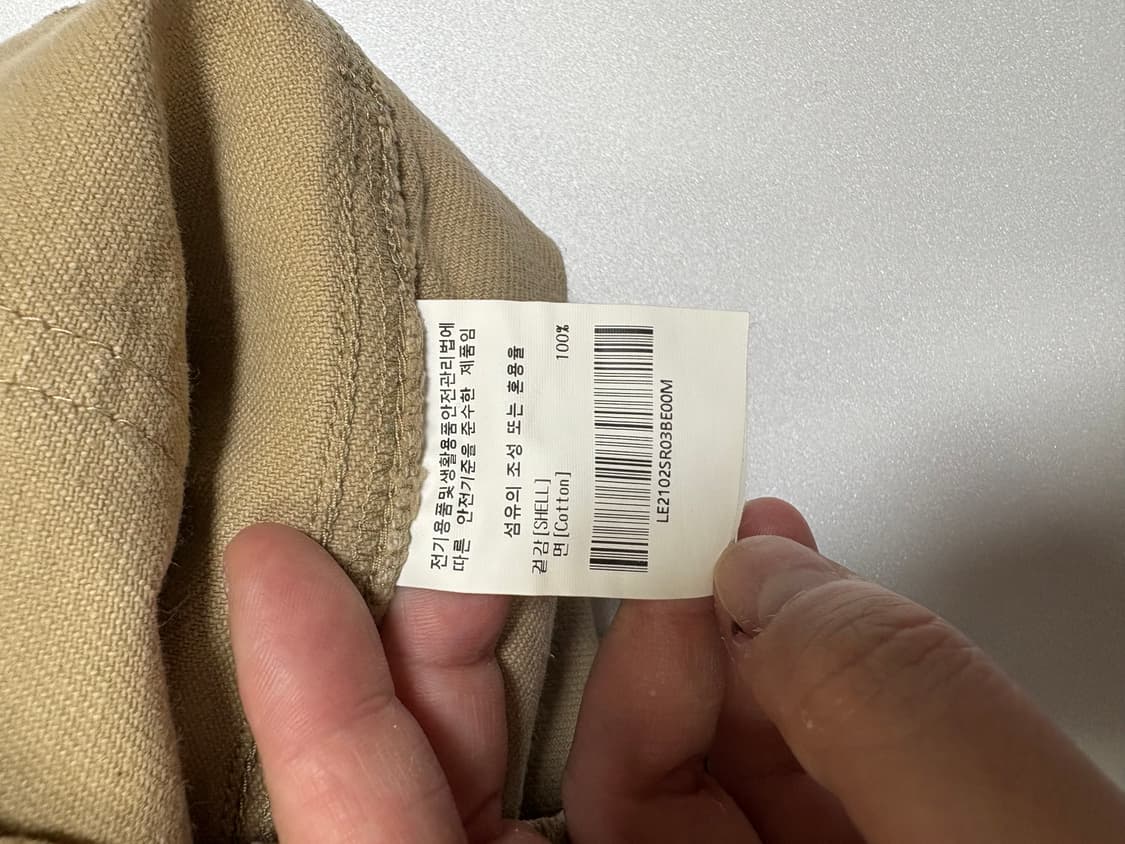 전기용품및생활용품안전관리법에
따른 안전기준을 준수한 제품임
섬유의 조성 또는 혼용율
겉감[SHELL]
면[Cotton] 100%
LE2102SR03BE00M